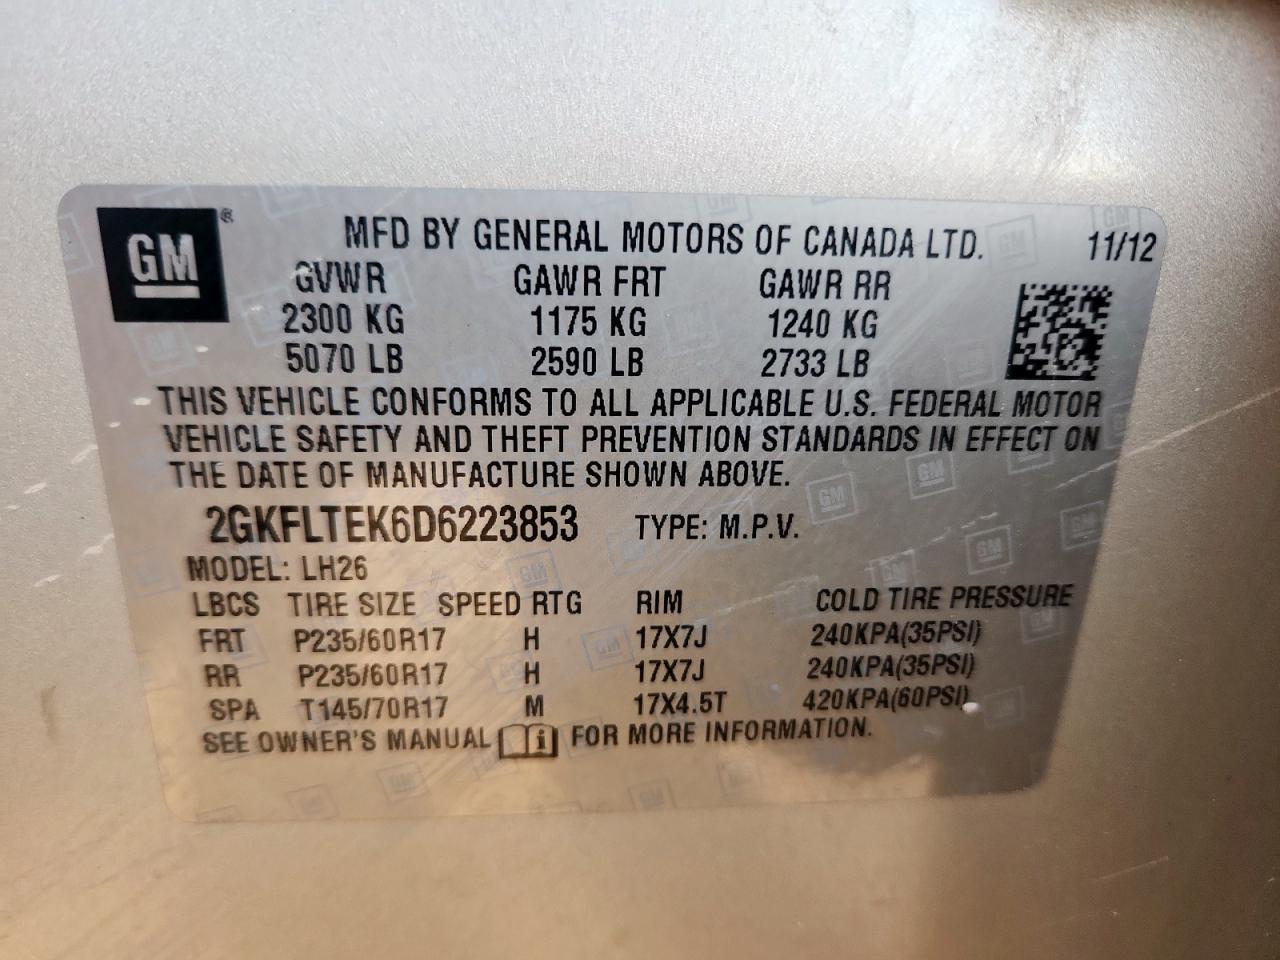 GM® MFD BY GENERAL MOTORS OF CANADA LTD. 11/12
GVWR GAWR FRT GAWR RR
2300 KG 1175 KG 1240 KG
5070 LB 2590 LB 2733 LB
THIS VEHICLE CONFORMS TO ALL APPLICABLE U.S. FEDERAL MOTOR
VEHICLE SAFETY AND THEFT PREVENTION STANDARDS IN EFFECT ON
THE DATE OF MANUFACTURE SHOWN ABOVE.
2GKFLTEK6D6223853 TYPE: M.P.V.
MODEL: LH26
LBCS TIRE SIZE SPEED RTG RIM COLD TIRE PRESSURE
FRT P235/60R17 H 17X7J 240KPA(35PSI)
RR P235/60R17 H 17X7J 240KPA(35PSI)
SPA T145/70R17 M 17X4.5T 420KPA(60PSI)
SEE OWNER'S MANUAL i FOR MORE INFORMATION.